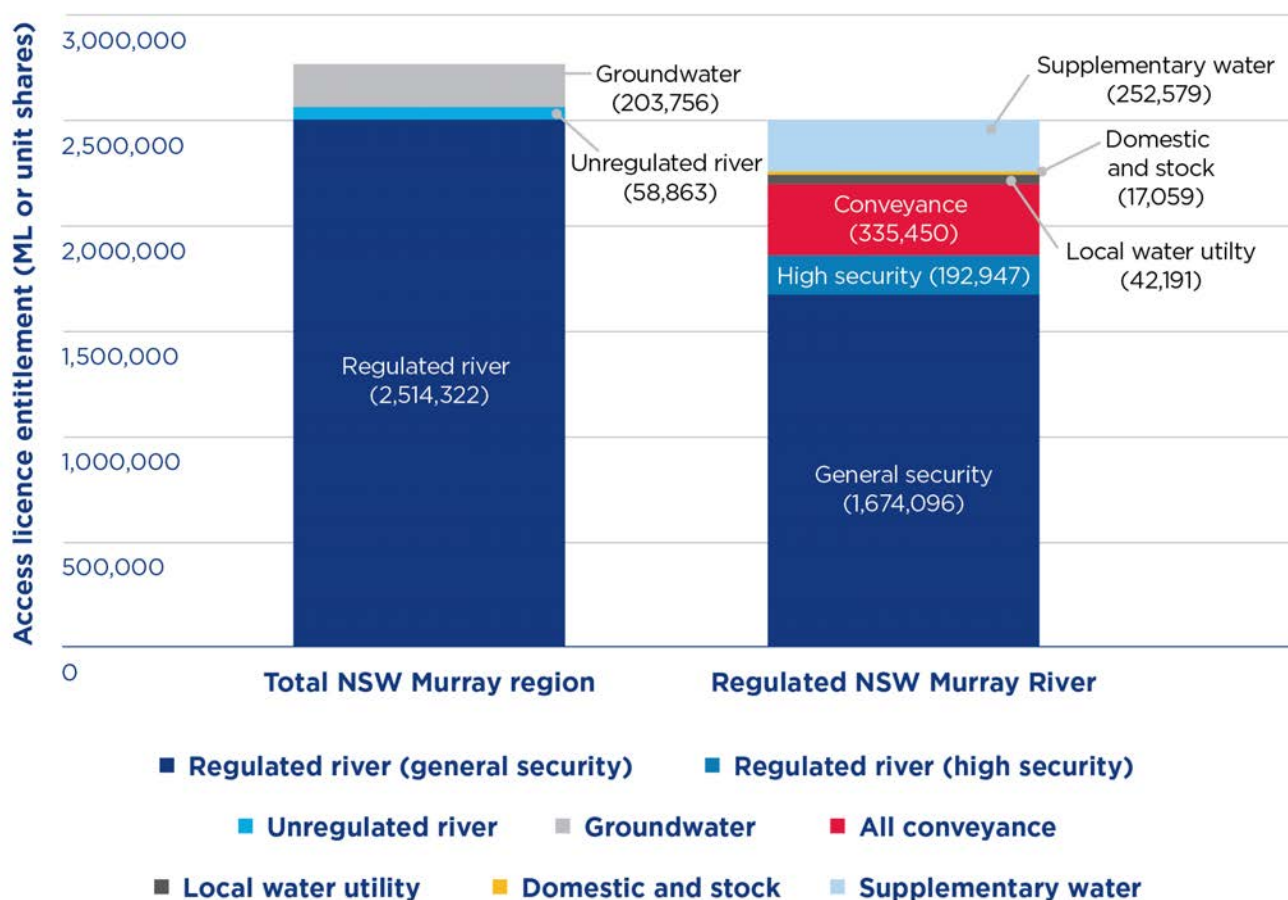 Access licence entitlement (ML or unit shares)
3,000,000
2,500,000
2,000,000
1,500,000
1,000,000
500,000
0
Groundwater
(203,756)
Unregulated river
(58,863)
Regulated river
(2,514,322)
Supplementary water
(252,579)
Domestic
and stock
(17,059)
Local water utilty
(42,191)
Conveyance
(335,450)
High security (192,947)
General security
(1,674,096)
Total NSW Murray region
Regulated NSW Murray River
Regulated river (general security)
Regulated river (high security)
Unregulated river
Groundwater
All conveyance
Local water utility
Domestic and stock
Supplementary water